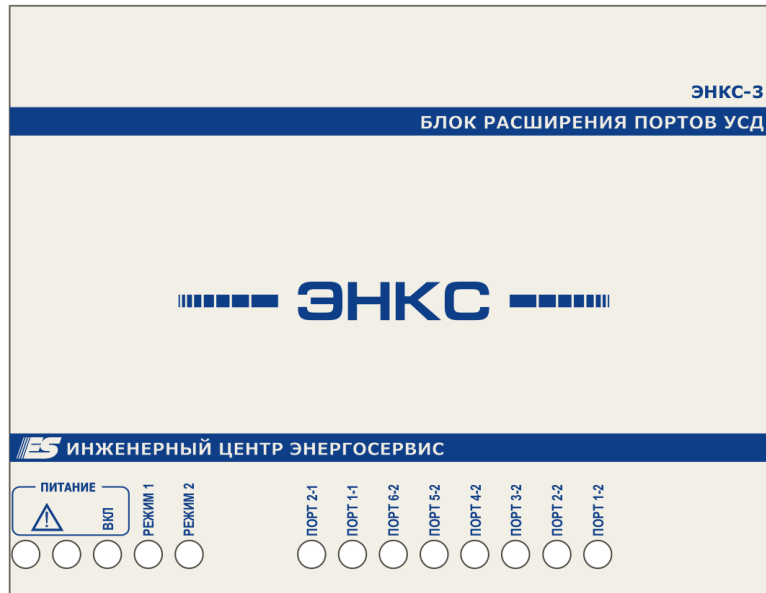 ЭНКС-3
БЛОК РАСШИРЕНИЯ ПОРТОВ УСД
ЭНКС
ES ИНЖЕНЕРНЫЙ ЦЕНТР ЭНЕРГОСЕРВИС
ПИТАНИЕ
ВКЛ
РЕЖИМ 1
РЕЖИМ 2
ПОРТ 2-1
ПОРТ 1-1
ПОРТ 6-2
ПОРТ 5-2
ПОРТ 4-2
ПОРТ 3-2
ПОРТ 2-2
ПОРТ 1-2